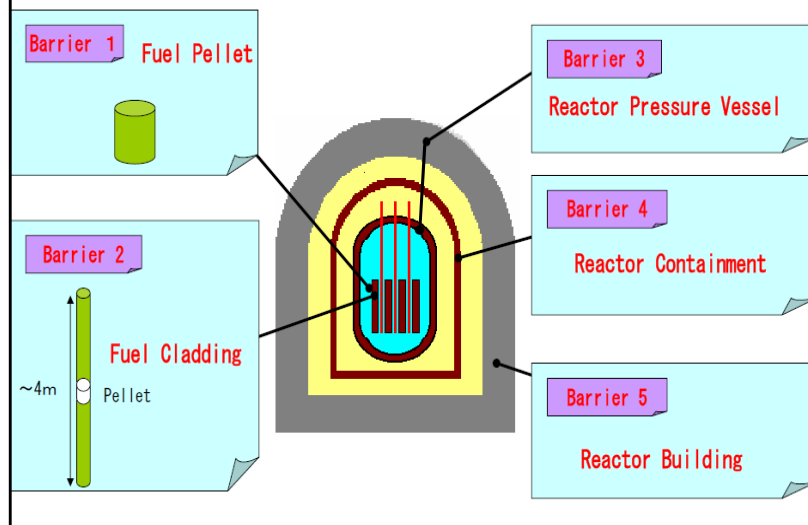 Barrier 1
Fuel Pellet
Barrier 2
Fuel Cladding
~4m
Pellet
Barrier 3
Reactor Pressure Vessel
Barrier 4
Reactor Containment
Barrier 5
Reactor Building